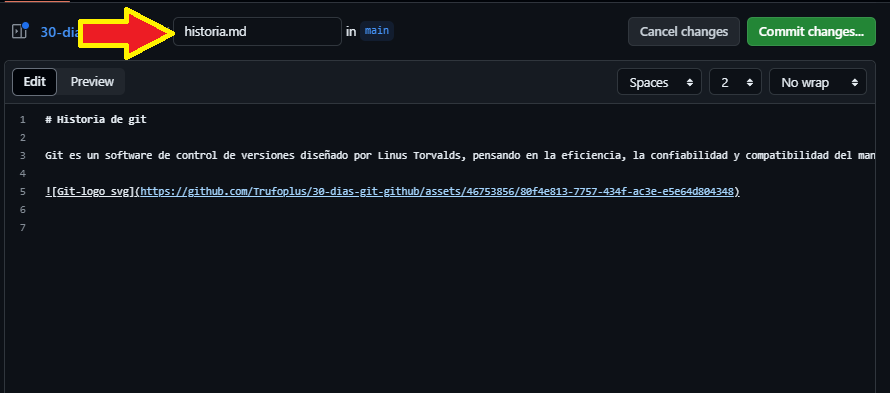 30-dia historia.md in main Cancel changes Commit changes...
Edit Preview Spaces 2 No wrap
1 # Historia de git
2
3 Git es un software de control de versiones diseñado por Linus Torvalds, pensando en la eficiencia, la confiabilidad y compatibilidad del man
4
5 ![Git-logo svg](https://github.com/Trufoplus/30-dias-git-github/assets/46753856/80f4e813-7757-434f-ac3e-e5e64d804348)
6
7